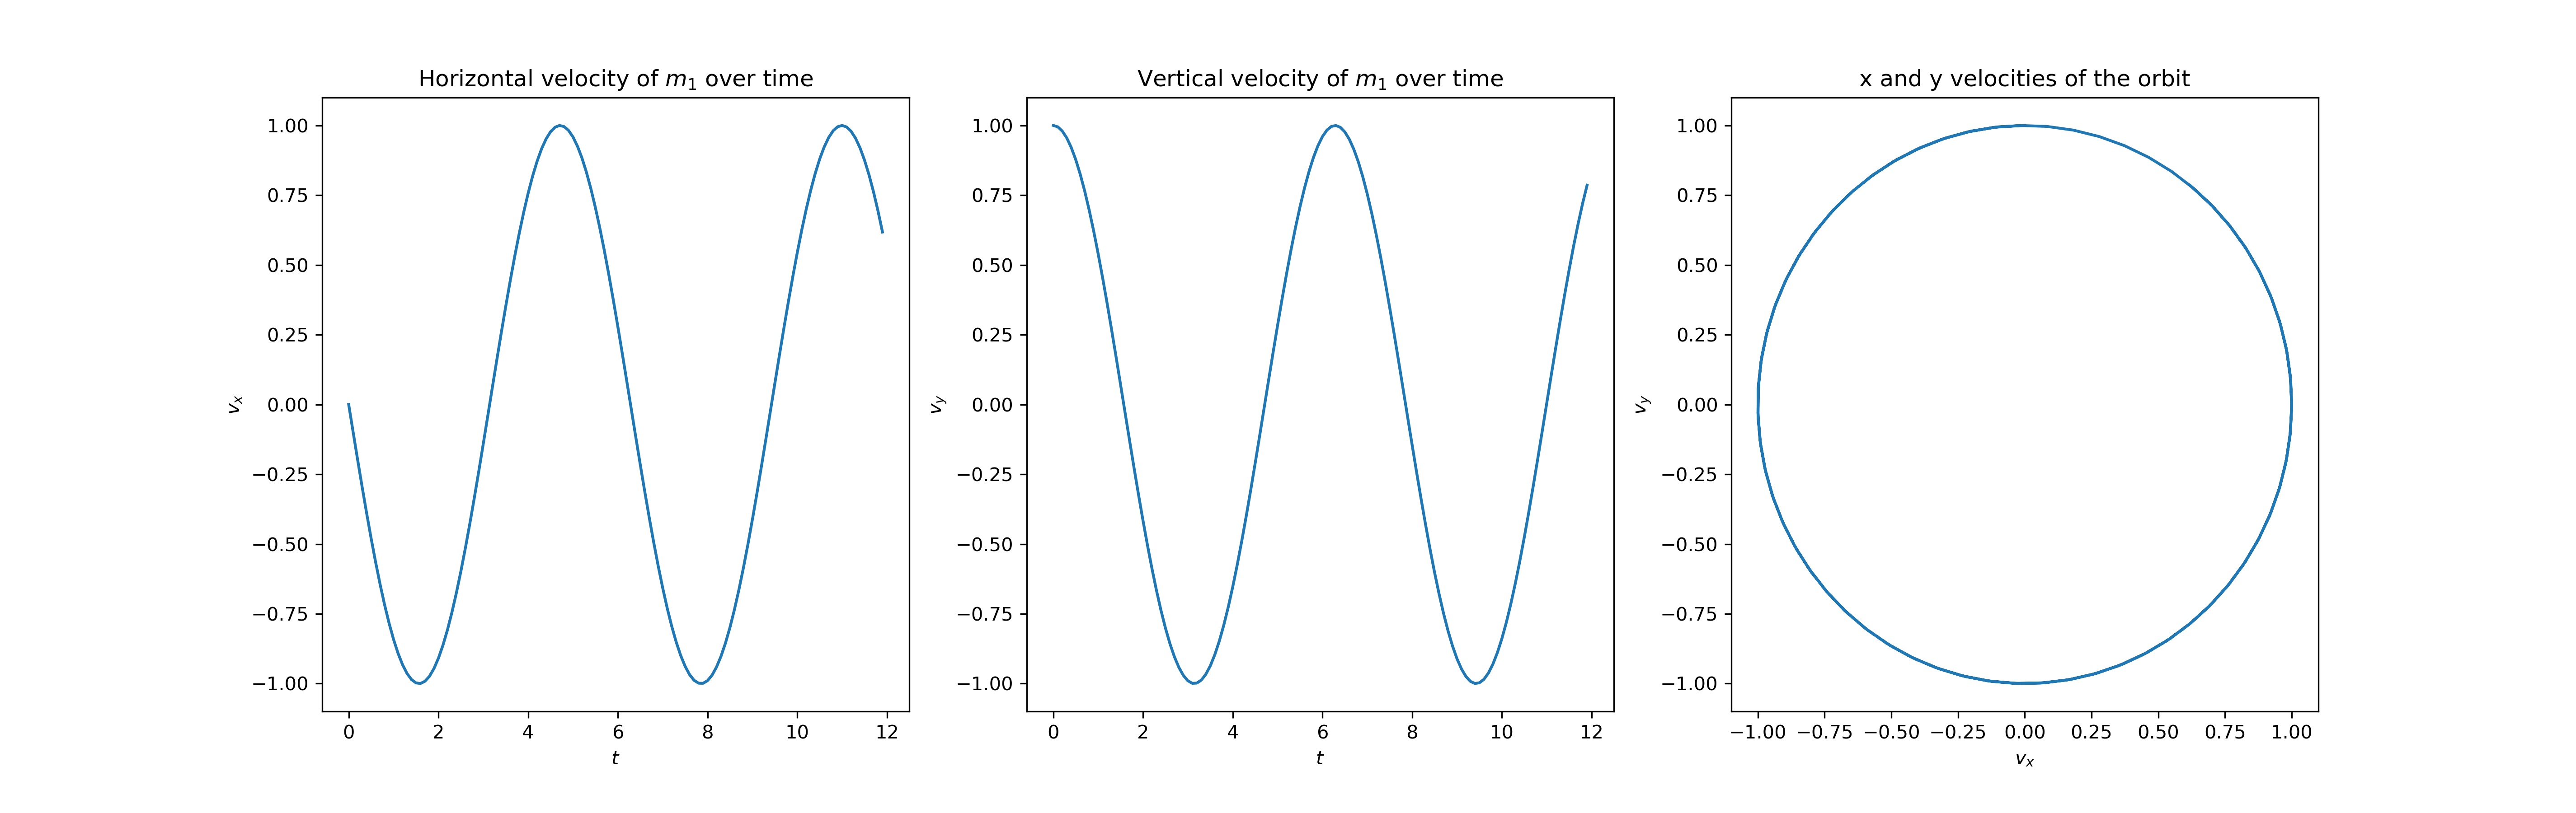 Horizontal velocity of m₁ over time
1.00
0.75
0.50
0.25
0.00
−0.25
−0.50
−0.75
−1.00
vₓ
0 2 4 6 8 10 12
t
Vertical velocity of m₁ over time
1.00
0.75
0.50
0.25
0.00
−0.25
−0.50
−0.75
−1.00
v_y
0 2 4 6 8 10 12
t
x and y velocities of the orbit
1.00
0.75
0.50
0.25
0.00
−0.25
−0.50
−0.75
−1.00
v_y
−1.00 −0.75 −0.50 −0.25 0.00 0.25 0.50 0.75 1.00
vₓ